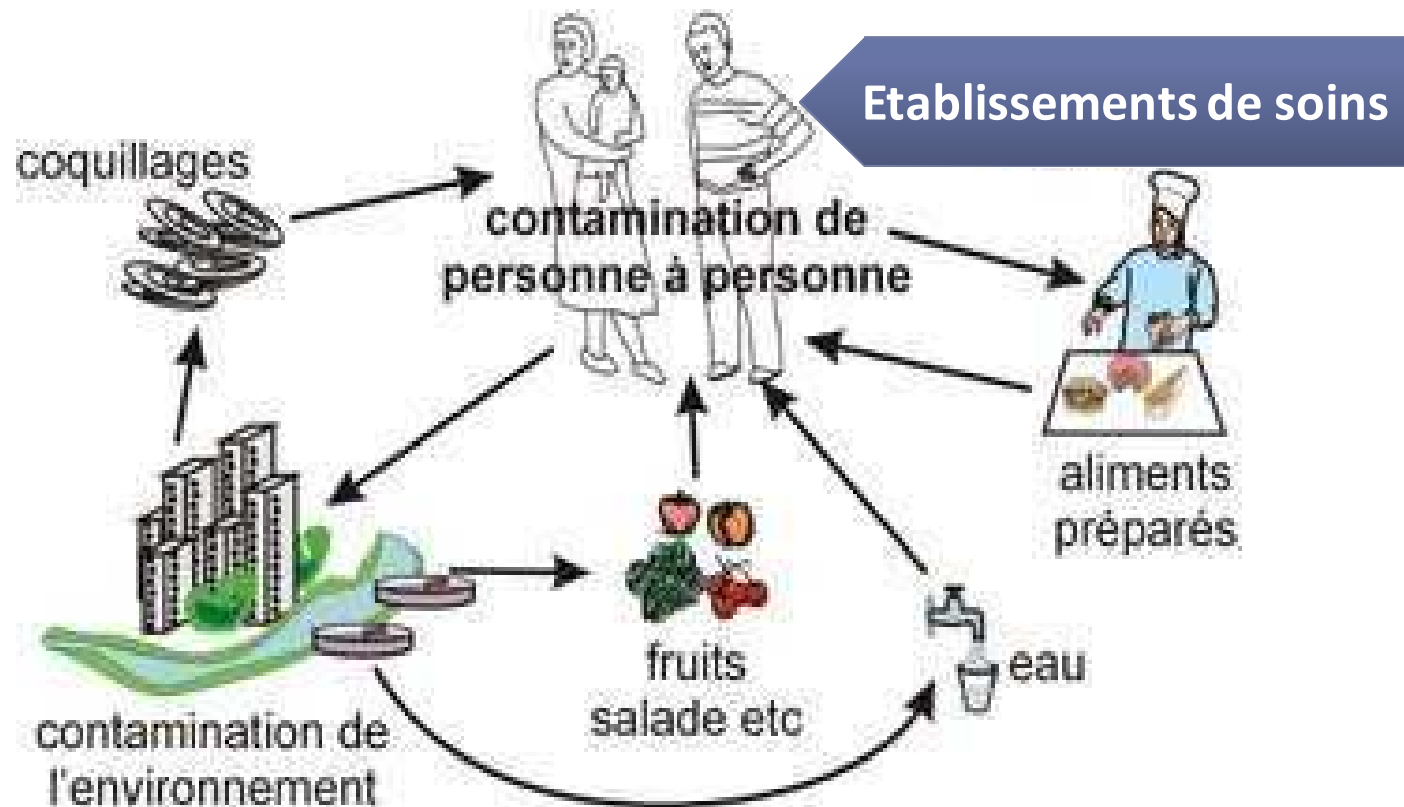 Etablissements de soins
coquillages
contamination de
personne à personne
aliments
préparés
fruits
salade etc
eau
contamination de
l'environnement